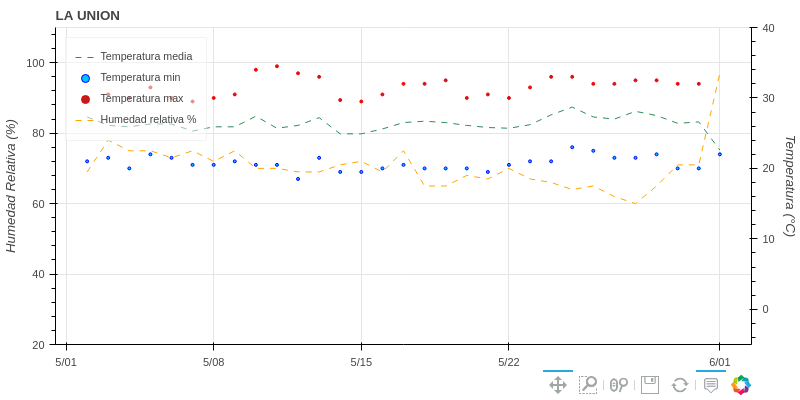 LA UNION
Temperatura media
Temperatura min
Temperatura max
Humedad relativa %
Humedad Relativa (%)
100
80
60
40
20
Temperatura (°C)
40
30
20
10
0
5/01
5/08
5/15
5/22
6/01